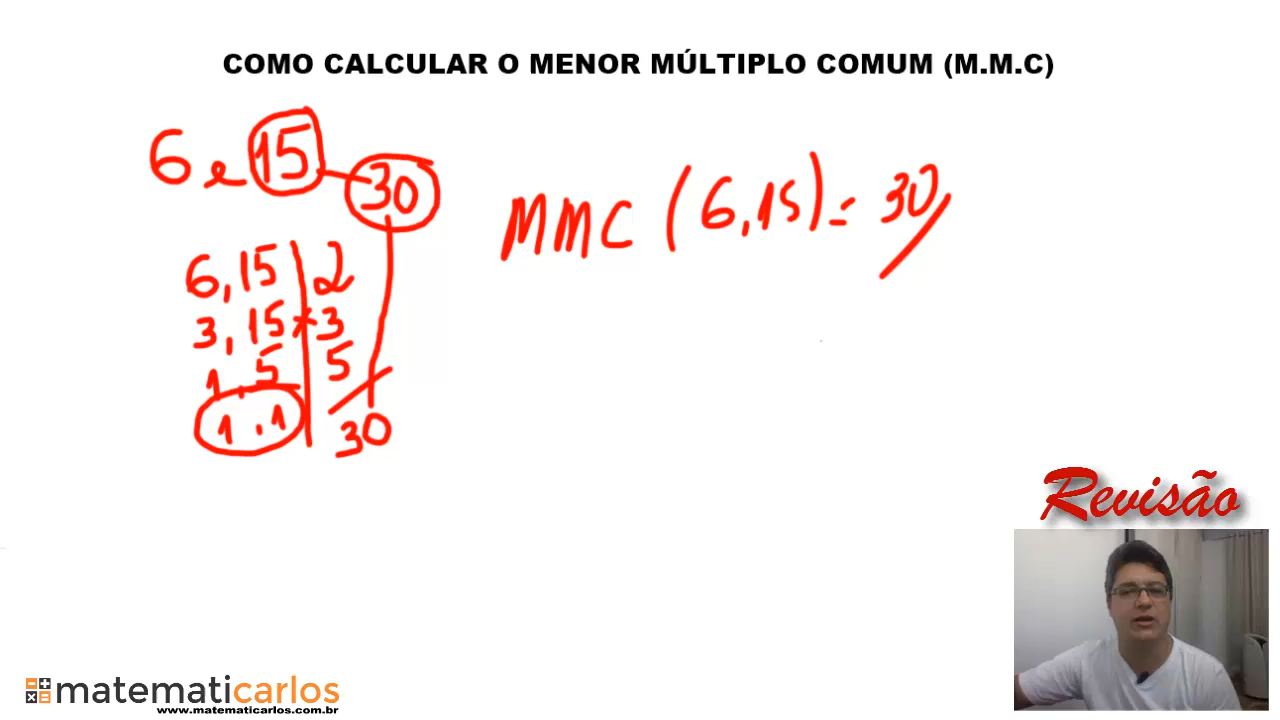 COMO CALCULAR O MENOR MÚLTIPLO COMUM (M.M.C)
6 e 15 - 30
MMC (6,15) = 30
6,15 | 2
3,15 * 3
1,5 | 5
1.1 | 30
Revisão
matematicarlos
www.matematicarlos.com.br